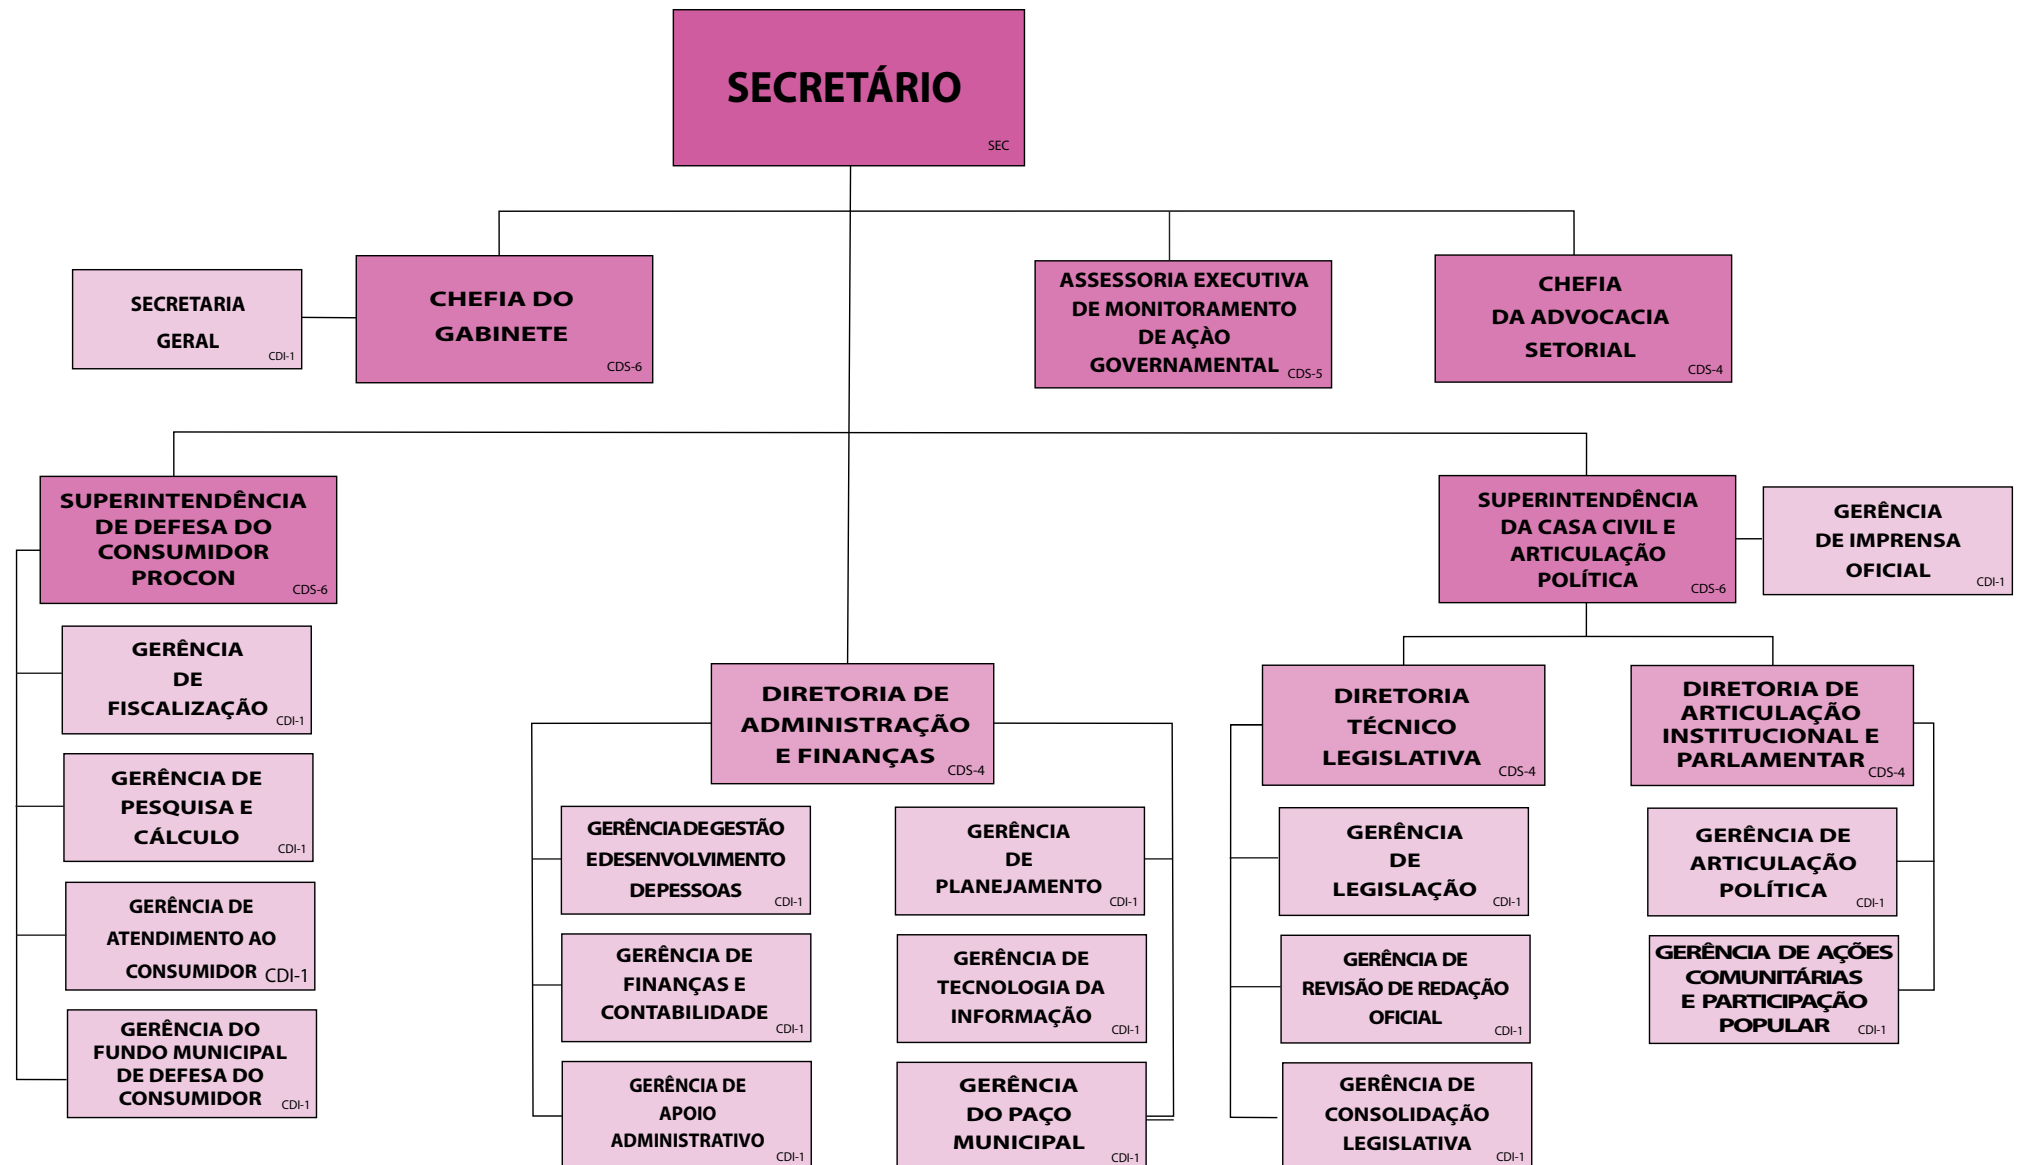 SECRETÁRIO
SEC
SECRETARIA
GERAL
CDI-1
CHEFIA DO
GABINETE
CDS-6
ASSESSORIA EXECUTIVA
DE MONITORAMENTO
DE AÇÀO
GOVERNAMENTAL CDS-5
CHEFIA
DA ADVOCACIA
SETORIAL
CDS-4
SUPERINTENDÊNCIA
DE DEFESA DO
CONSUMIDOR
PROCON
CDS-6
SUPERINTENDÊNCIA
DA CASA CIVIL E
ARTICULAÇÃO
POLÍTICA
CDS-6
GERÊNCIA
DE IMPRENSA
OFICIAL
CDI-1
GERÊNCIA
DE
FISCALIZAÇÃO
CDI-1
GERÊNCIA DE
PESQUISA E
CÁLCULO
CDI-1
GERÊNCIA DE
ATENDIMENTO AO
CONSUMIDOR CDI-1
GERÊNCIA DO
FUNDO MUNICIPAL
DE DEFESA DO
CONSUMIDOR
CDI-1
DIRETORIA DE
ADMINISTRAÇÃO
E FINANÇAS
CDS-4
GERÊNCIADEGESTÃO
EDESENVOLVIMENTO
DEPESSOAS
CDI-1
GERÊNCIA DE
FINANÇAS E
CONTABILIDADE
CDI-1
GERÊNCIA DE
APOIO
ADMINISTRATIVO
CDI-1
GERÊNCIA
DE
PLANEJAMENTO
CDI-1
GERÊNCIA DE
TECNOLOGIA DA
INFORMAÇÃO
CDI-1
GERÊNCIA
DO PAÇO
MUNICIPAL
CDI-1
DIRETORIA
TÉCNICO
LEGISLATIVA
CDS-4
GERÊNCIA
DE
LEGISLAÇÃO
CDI-1
GERÊNCIA DE
REVISÃO DE REDAÇÃO
OFICIAL
CDI-1
GERÊNCIA DE
CONSOLIDAÇÃO
LEGISLATIVA
CDI-1
DIRETORIA DE
ARTICULAÇÃO
INSTITUCIONAL E
PARLAMENTAR
CDS-4
GERÊNCIA DE
ARTICULAÇÃO
POLÍTICA
CDI-1
GERÊNCIA DE AÇÕES
COMUNITÁRIAS
E PARTICIPAÇÃO
POPULAR
CDI-1